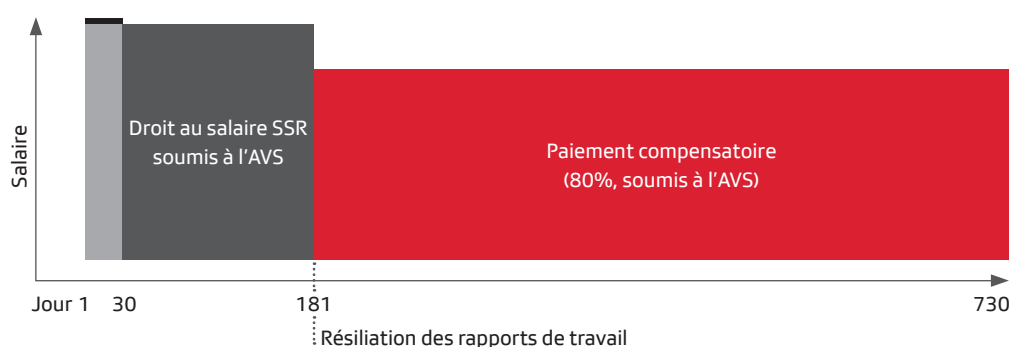 Salaire
Droit au salaire SSR
soumis à l'AVS
Paiement compensatoire
(80%, soumis à l'AVS)
Jour 1 30 181 730
Résiliation des rapports de travail